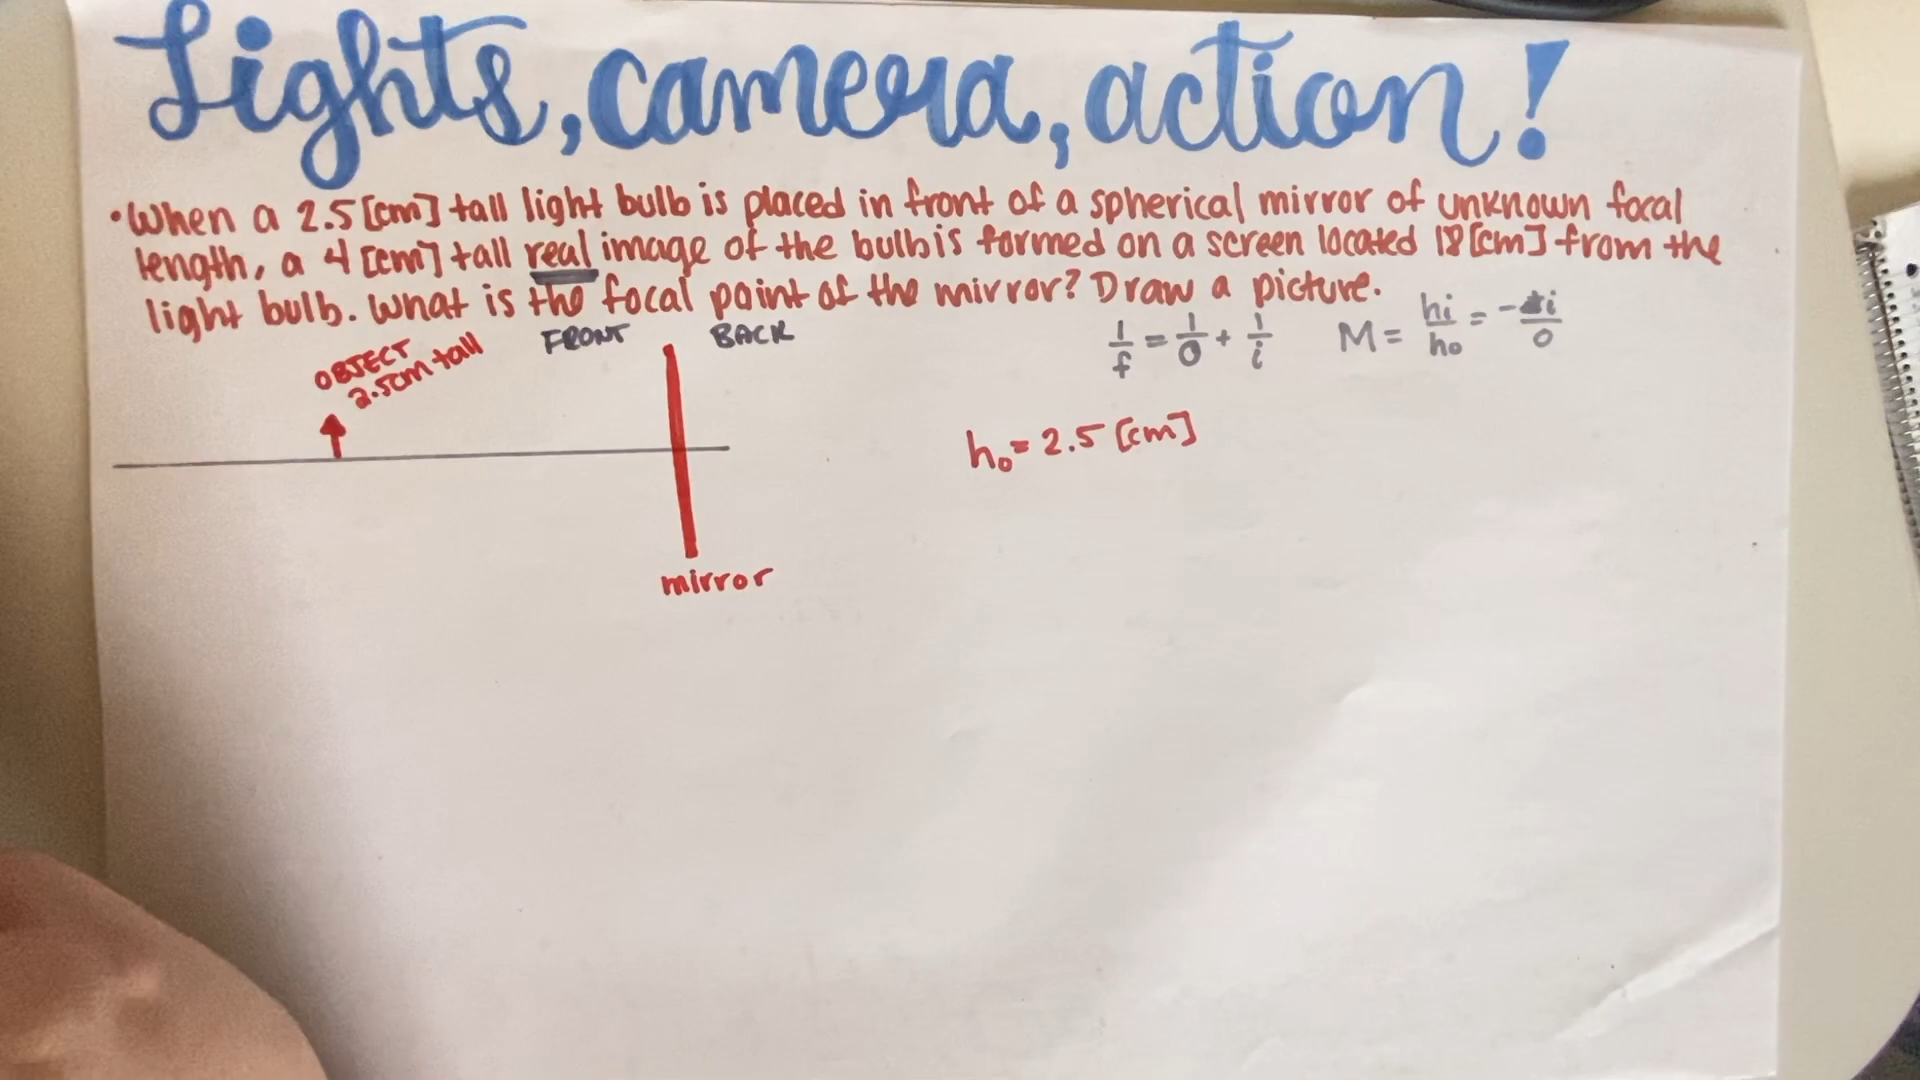 Lights, camera, action!
• When a 2.5 [cm] tall light bulb is placed in front of a spherical mirror of unknown focal
length, a 4 [cm] tall real image of the bulb is formed on a screen located 18 [cm] from the
light bulb. What is the focal point of the mirror? Draw a picture.
OBJECT
2.5cm tall
FRONT
BACK
1/f = 1/o + 1/i
M = hi/ho = -i/o
ho = 2.5 [cm]
mirror